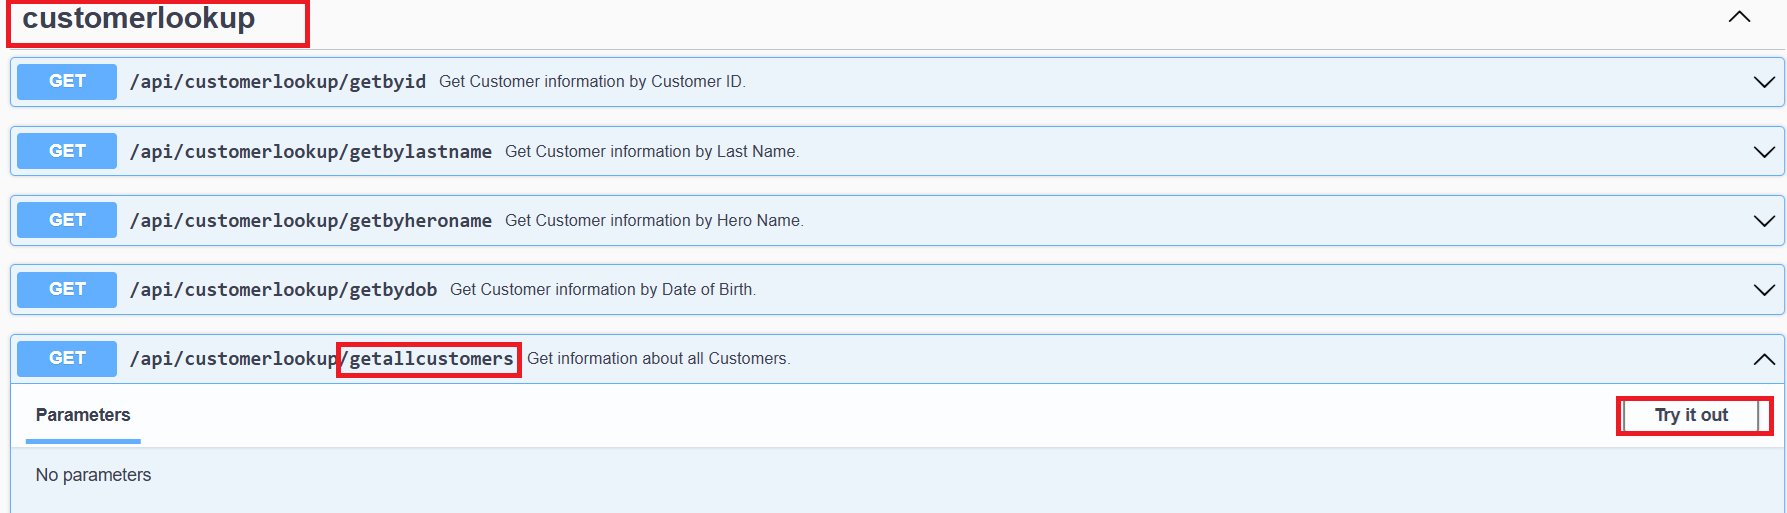 customerlookup
GET /api/customerlookup/getbyid Get Customer information by Customer ID.
GET /api/customerlookup/getbylastname Get Customer information by Last Name.
GET /api/customerlookup/getbyheroname Get Customer information by Hero Name.
GET /api/customerlookup/getbydob Get Customer information by Date of Birth.
GET /api/customerlookup/getallcustomers Get information about all Customers.
Parameters Try it out
No parameters